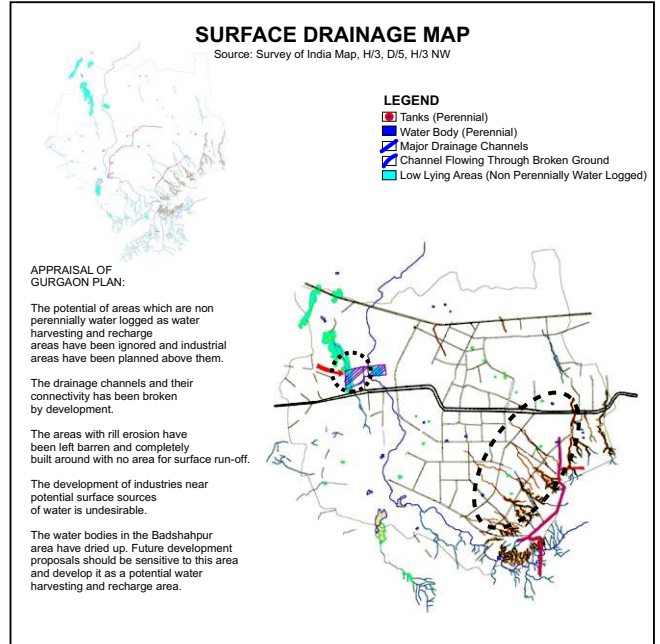 SURFACE DRAINAGE MAP
Source: Survey of India Map, H/3, D/5, H/3 NW
LEGEND
Tanks (Perennial)
Water Body (Perennial)
Major Drainage Channels
Channel Flowing Through Broken Ground
Low Lying Areas (Non Perennially Water Logged)
APPRAISAL OF
GURGAON PLAN:
The potential of areas which are non
perennially water logged as water
harvesting and recharge
areas have been ignored and industrial
areas have been planned above them.
The drainage channels and their
connectivity has been broken
by development.
The areas with rill erosion have
been left barren and completely
built around with no area for surface run-off.
The development of industries near
potential surface sources
of water is undesirable.
The water bodies in the Badshahpur
area have dried up. Future development
proposals should be sensitive to this area
and develop it as a potential water
harvesting and recharge area.